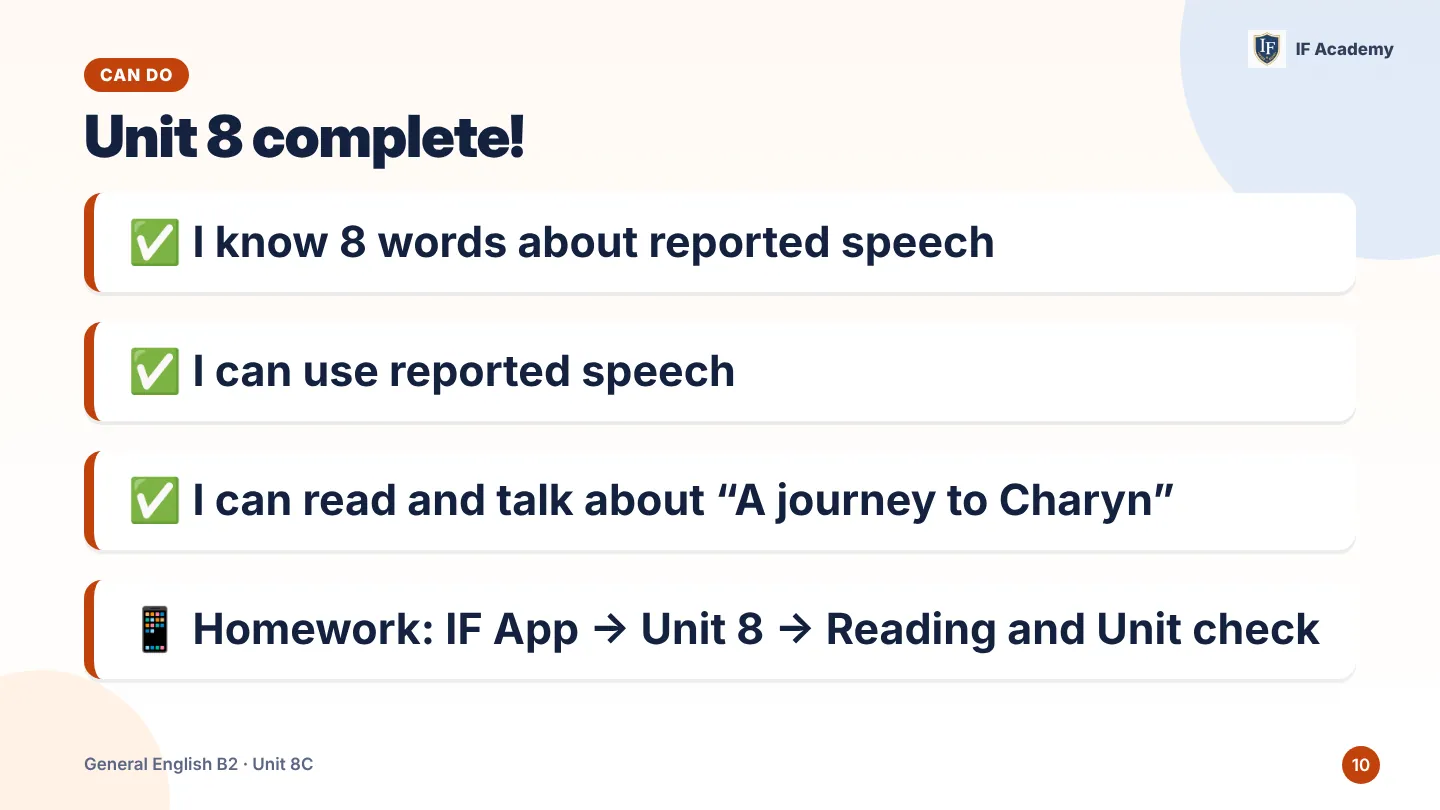 IF
IF Academy
CAN DO
Unit 8 complete!
✅ I know 8 words about reported speech
✅ I can use reported speech
✅ I can read and talk about “A journey to Charyn”
📱 Homework: IF App → Unit 8 → Reading and Unit check
General English B2 · Unit 8C
10